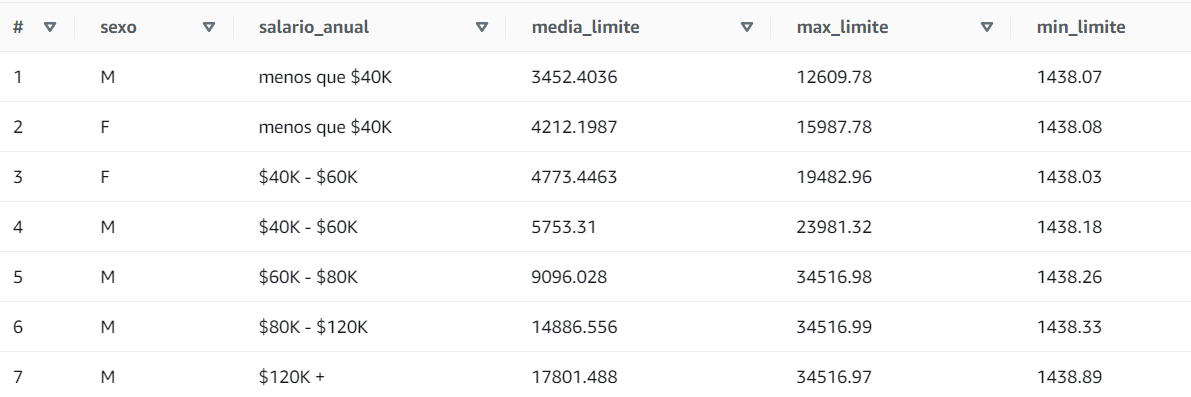 # sexo salario_anual media_limite max_limite min_limite
1 M menos que $40K 3452.4036 12609.78 1438.07
2 F menos que $40K 4212.1987 15987.78 1438.08
3 F $40K - $60K 4773.4463 19482.96 1438.03
4 M $40K - $60K 5753.31 23981.32 1438.18
5 M $60K - $80K 9096.028 34516.98 1438.26
6 M $80K - $120K 14886.556 34516.99 1438.33
7 M $120K + 17801.488 34516.97 1438.89